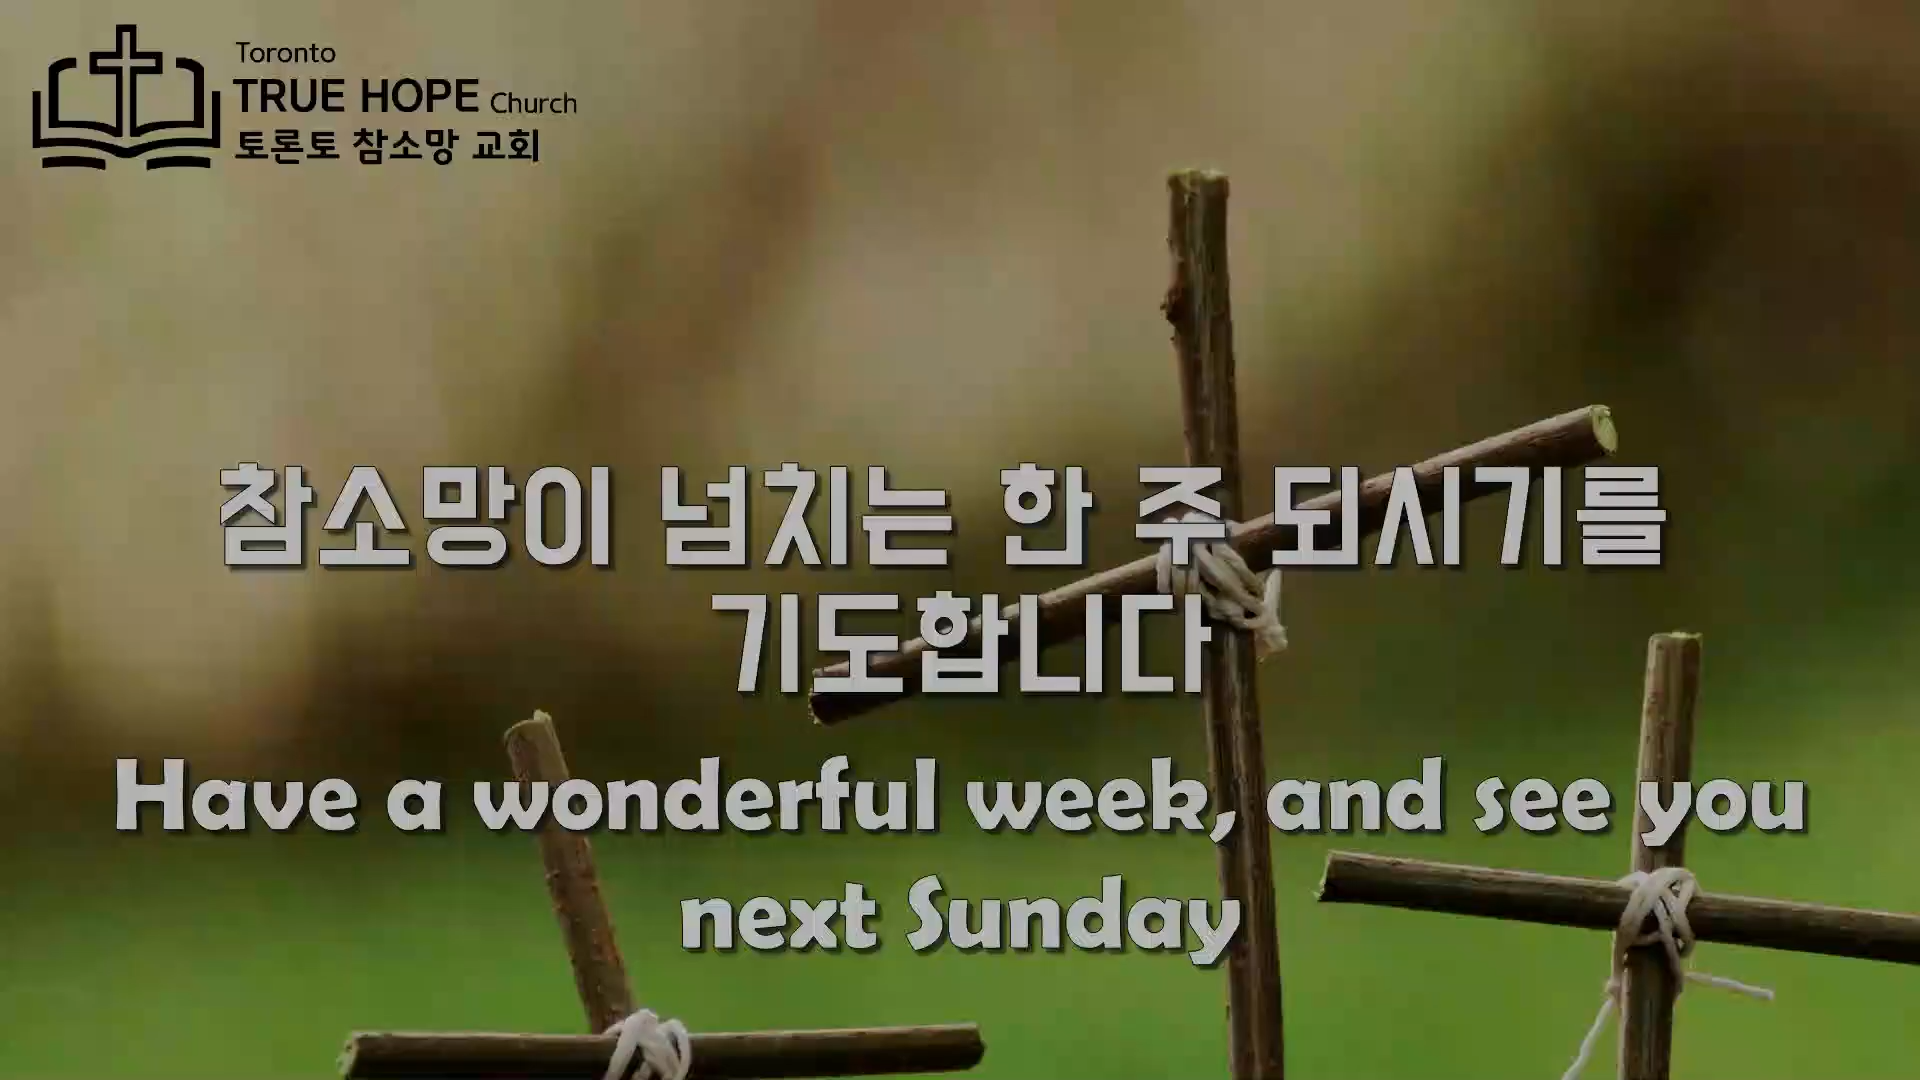 Toronto
TRUE HOPE Church
토론토 참소망 교회
참소망이 넘치는 한 주 되시기를
기도합니다
Have a wonderful week, and see you
next Sunday